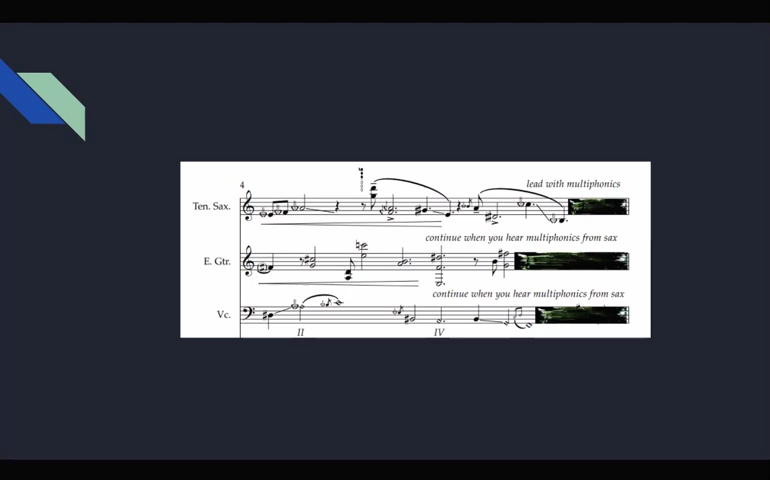 4
lead with multiphonics
Ten. Sax.
continue when you hear multiphonics from sax
E. Gtr.
continue when you hear multiphonics from sax
Vc.
II IV